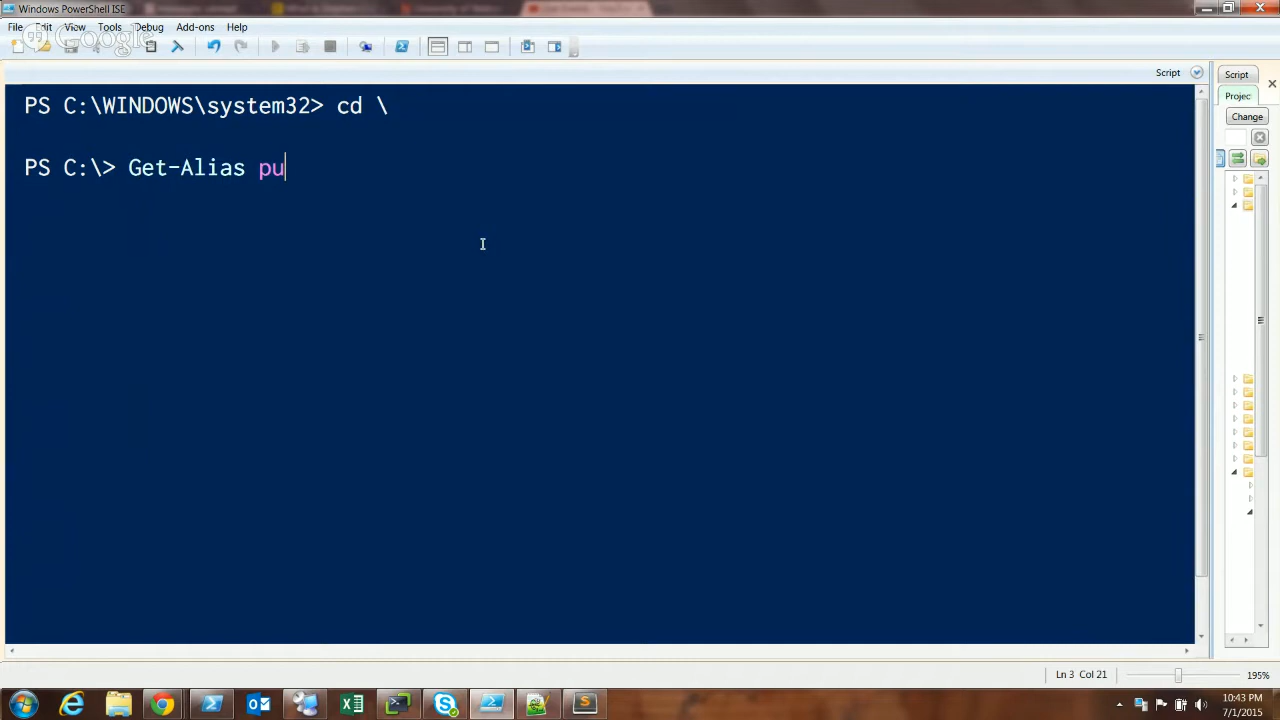 Windows PowerShell ISE
File Edit View Tools Debug Add-ons Help
Google
Script
PS C:\WINDOWS\system32> cd \
PS C:\> Get-Alias pu
Script
Projec
Change
Ln 3 Col 21
195%
10:43 PM
7/1/2015